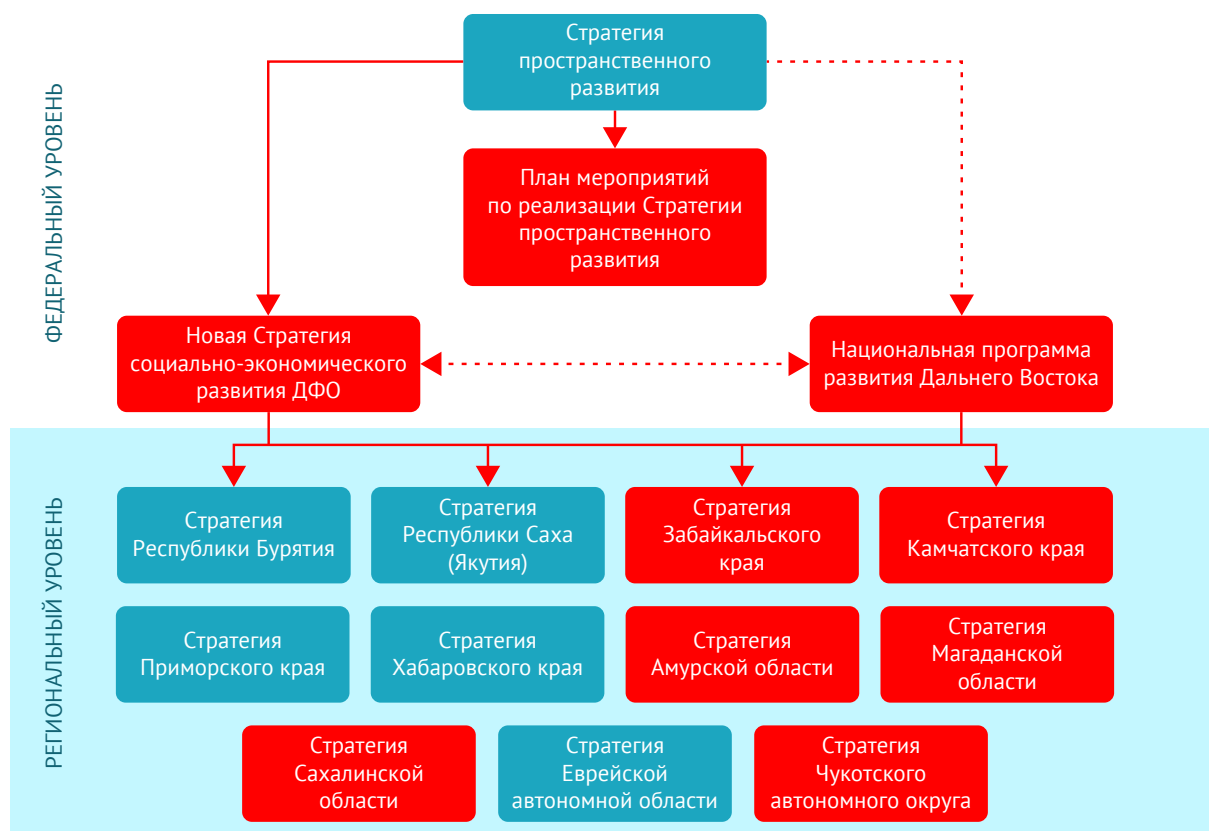 ФЕДЕРАЛЬНЫЙ УРОВЕНЬ
Стратегия
пространственного
развития
План мероприятий
по реализации Стратегии
пространственного
развития
Новая Стратегия
социально-экономического
развития ДФО
Национальная программа
развития Дальнего Востока
РЕГИОНАЛЬНЫЙ УРОВЕНЬ
Стратегия
Республики Бурятия
Стратегия
Республики Саха
(Якутия)
Стратегия
Забайкальского
края
Стратегия
Камчатского края
Стратегия
Приморского края
Стратегия
Хабаровского края
Стратегия
Амурской области
Стратегия
Магаданской
области
Стратегия
Сахалинской
области
Стратегия
Еврейской
автономной области
Стратегия
Чукотского
автономного округа